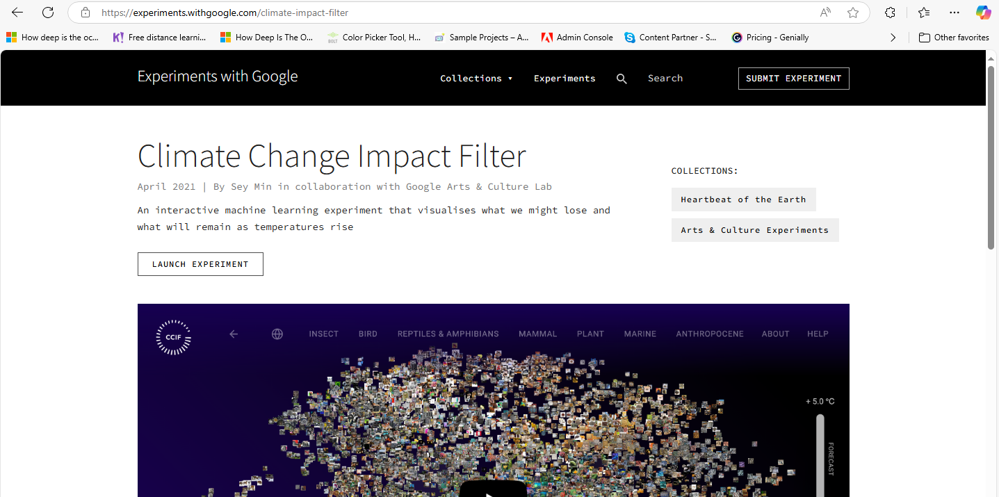 https://experiments.withgoogle.com/climate-impact-filter
How deep is the oc...
Free distance learni...
How Deep Is The O...
BOLT
Color Picker Tool, H...
Sample Projects – A...
Admin Console
Content Partner - S...
Pricing - Genially
Other favorites
Experiments with Google
Collections ▾
Experiments
Search
SUBMIT EXPERIMENT
Climate Change Impact Filter
April 2021 | By Sey Min in collaboration with Google Arts & Culture Lab
An interactive machine learning experiment that visualises what we might lose and
what will remain as temperatures rise
LAUNCH EXPERIMENT
COLLECTIONS:
Heartbeat of the Earth
Arts & Culture Experiments
CCIF
INSECT
BIRD
REPTILES & AMPHIBIANS
MAMMAL
PLANT
MARINE
ANTHROPOCENE
ABOUT
HELP
+ 5.0 °C
FORECAST